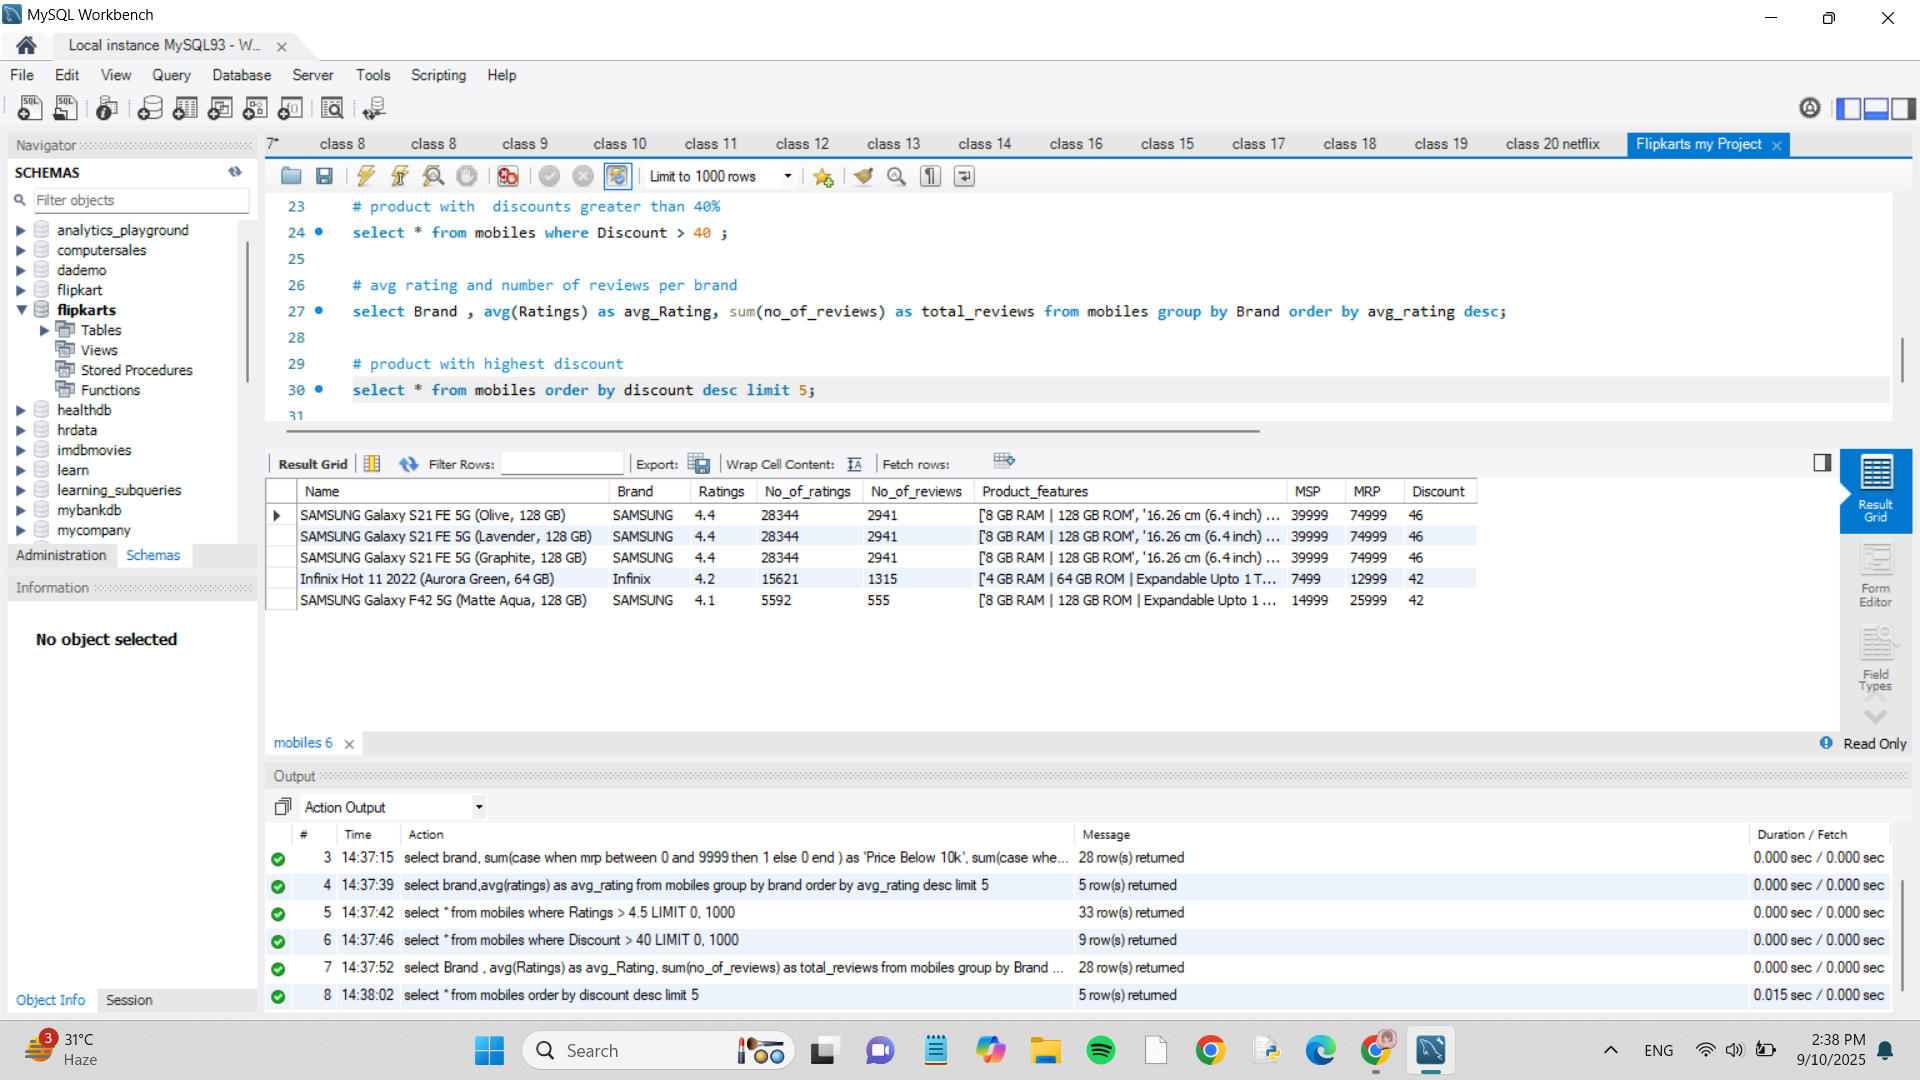 MySQL Workbench
Local instance MySQL93 - W...
File Edit View Query Database Server Tools Scripting Help
Navigator
SCHEMAS
Filter objects
analytics_playground
computersales
dademo
flipkart
flipkarts
Tables
Views
Stored Procedures
Functions
healthdb
hrdata
imdbmovies
learn
learning_subqueries
mybankdb
mycompany
Administration Schemas
Information
No object selected
Object Info Session
7* class 8 class 8 class 9 class 10 class 11 class 12 class 13 class 14 class 16 class 15 class 17 class 18 class 19 class 20 netflix Flipkarts my Project
Limit to 1000 rows
23 # product with  discounts greater than 40%
24 select * from mobiles where Discount > 40 ;
25
26 # avg rating and number of reviews per brand
27 select Brand , avg(Ratings) as avg_Rating, sum(no_of_reviews) as total_reviews from mobiles group by Brand order by avg_rating desc;
28
29 # product with highest discount
30 select * from mobiles order by discount desc limit 5;
31
Result Grid Filter Rows: Export: Wrap Cell Content: Fetch rows:
Name Brand Ratings No_of_ratings No_of_reviews Product_features MSP MRP Discount
SAMSUNG Galaxy S21 FE 5G (Olive, 128 GB) SAMSUNG 4.4 28344 2941 ['8 GB RAM | 128 GB ROM', '16.26 cm (6.4 inch) ... 39999 74999 46
SAMSUNG Galaxy S21 FE 5G (Lavender, 128 GB) SAMSUNG 4.4 28344 2941 ['8 GB RAM | 128 GB ROM', '16.26 cm (6.4 inch) ... 39999 74999 46
SAMSUNG Galaxy S21 FE 5G (Graphite, 128 GB) SAMSUNG 4.4 28344 2941 ['8 GB RAM | 128 GB ROM', '16.26 cm (6.4 inch) ... 39999 74999 46
Infinix Hot 11 2022 (Aurora Green, 64 GB) Infinix 4.2 15621 1315 ['4 GB RAM | 64 GB ROM | Expandable Upto 1 T... 7499 12999 42
SAMSUNG Galaxy F42 5G (Matte Aqua, 128 GB) SAMSUNG 4.1 5592 555 ['8 GB RAM | 128 GB ROM | Expandable Upto 1 ... 14999 25999 42
Result
Grid
Form
Editor
Field
Types
mobiles 6
Read Only
Output
Action Output
# Time Action Message Duration / Fetch
3 14:37:15 select brand, sum(case when mrp between 0 and 9999 then 1 else 0 end ) as 'Price Below 10k', sum(case whe... 28 row(s) returned 0.000 sec / 0.000 sec
4 14:37:39 select brand,avg(ratings) as avg_rating from mobiles group by brand order by avg_rating desc limit 5 5 row(s) returned 0.000 sec / 0.000 sec
5 14:37:42 select * from mobiles where Ratings > 4.5 LIMIT 0, 1000 33 row(s) returned 0.000 sec / 0.000 sec
6 14:37:46 select * from mobiles where Discount > 40 LIMIT 0, 1000 9 row(s) returned 0.000 sec / 0.000 sec
7 14:37:52 select Brand , avg(Ratings) as avg_Rating, sum(no_of_reviews) as total_reviews from mobiles group by Brand ... 28 row(s) returned 0.000 sec / 0.000 sec
8 14:38:02 select * from mobiles order by discount desc limit 5 5 row(s) returned 0.015 sec / 0.000 sec
3
31°C
Haze
Search
ENG
2:38 PM
9/10/2025